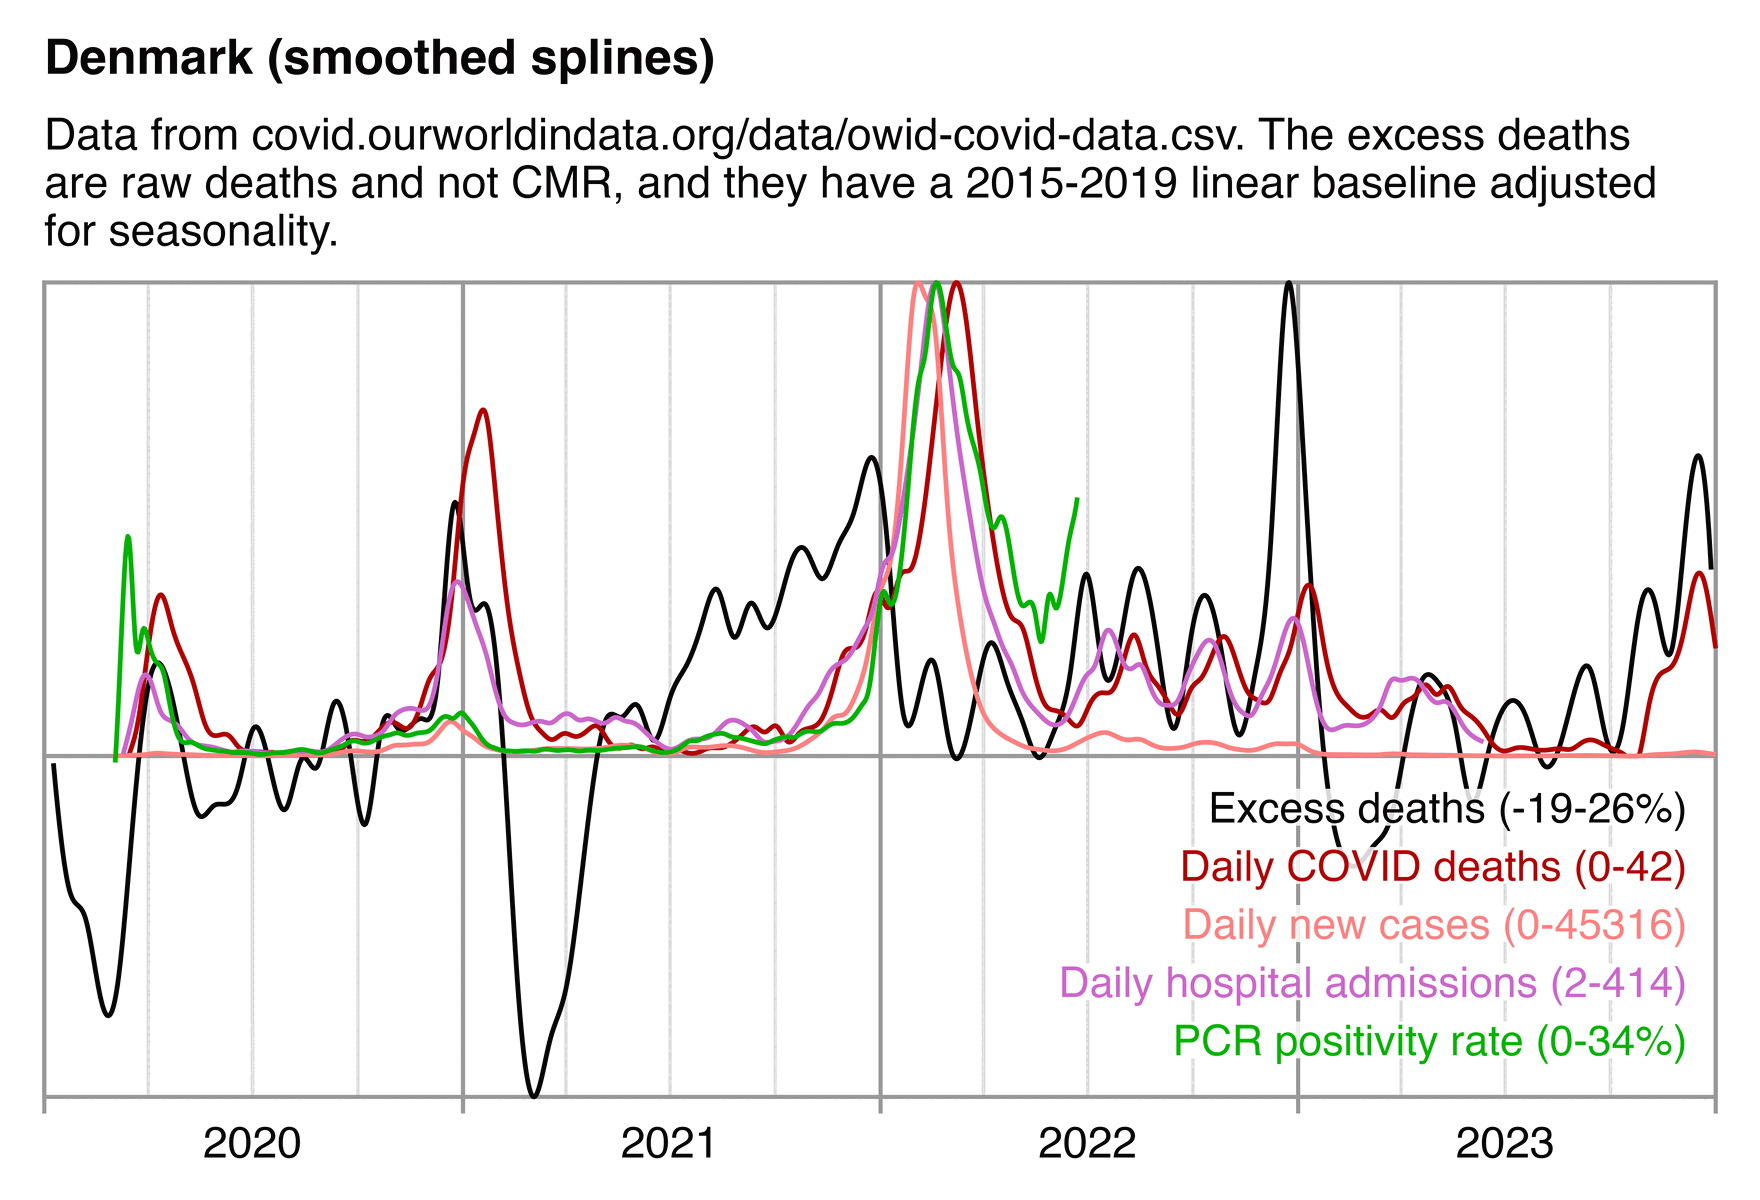 Denmark (smoothed splines)
Data from covid.ourworldindata.org/data/owid-covid-data.csv. The excess deaths
are raw deaths and not CMR, and they have a 2015-2019 linear baseline adjusted
for seasonality.
Excess deaths (-19-26%)
Daily COVID deaths (0-42)
Daily new cases (0-45316)
Daily hospital admissions (2-414)
PCR positivity rate (0-34%)
2020 2021 2022 2023